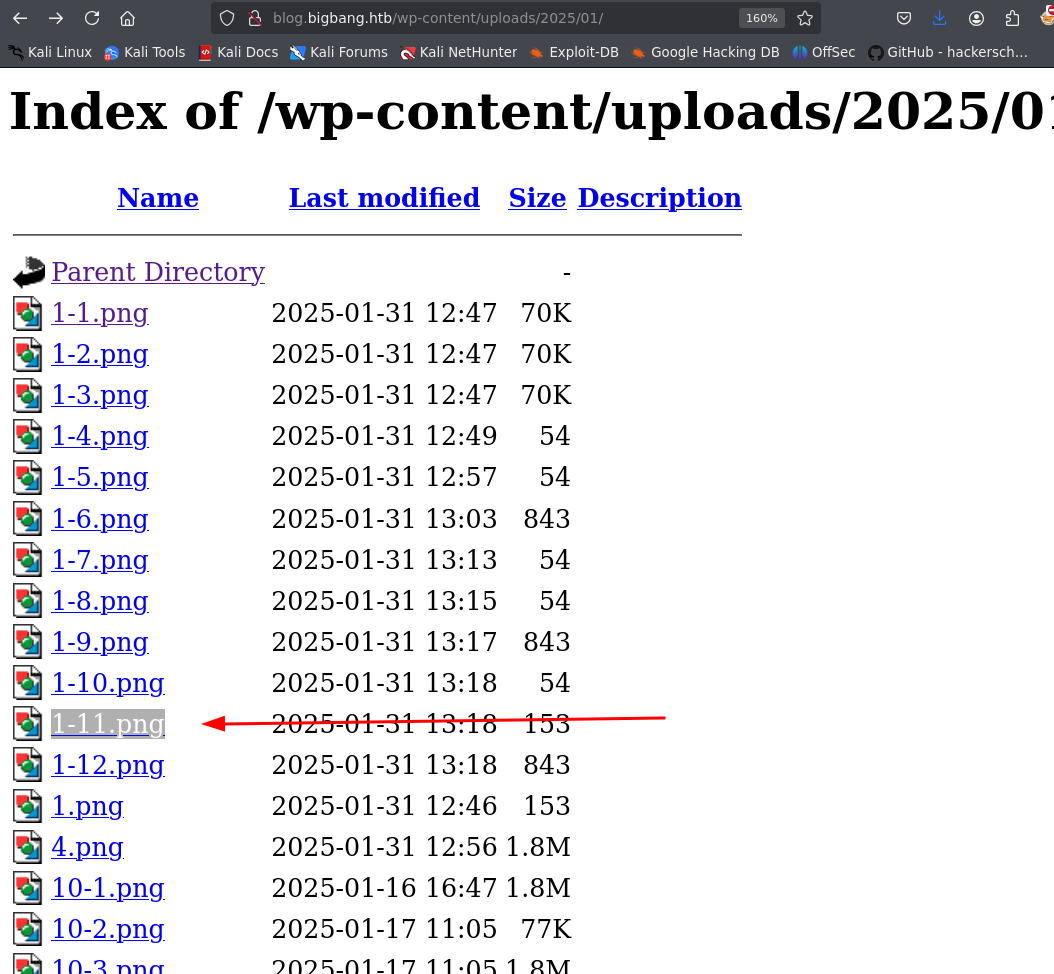 blog.bigbang.htb/wp-content/uploads/2025/01/ 160%
Kali Linux Kali Tools Kali Docs Kali Forums Kali NetHunter Exploit-DB Google Hacking DB OffSec GitHub - hackersch…
Index of /wp-content/uploads/2025/01
Name Last modified Size Description
Parent Directory -
1-1.png 2025-01-31 12:47 70K
1-2.png 2025-01-31 12:47 70K
1-3.png 2025-01-31 12:47 70K
1-4.png 2025-01-31 12:49 54
1-5.png 2025-01-31 12:57 54
1-6.png 2025-01-31 13:03 843
1-7.png 2025-01-31 13:13 54
1-8.png 2025-01-31 13:15 54
1-9.png 2025-01-31 13:17 843
1-10.png 2025-01-31 13:18 54
1-11.png 2025-01-31 13:18 153
1-12.png 2025-01-31 13:18 843
1.png 2025-01-31 12:46 153
4.png 2025-01-31 12:56 1.8M
10-1.png 2025-01-16 16:47 1.8M
10-2.png 2025-01-17 11:05 77K
10-3.png 2025-01-17 11:05 1.8M